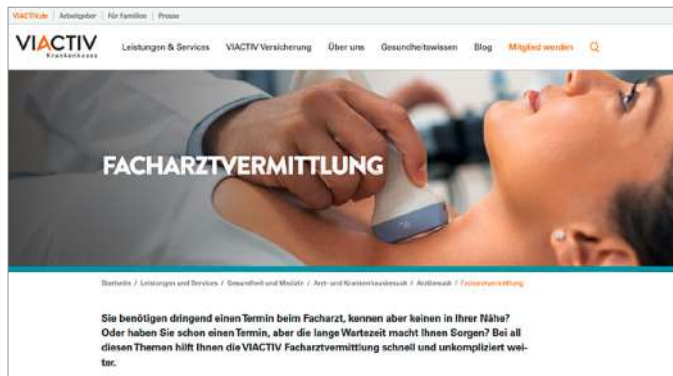 VIACTIV.de | Arbeitgeber | Für Familien | Presse
VIACTIV
Krankenkasse
Leistungen & Services VIACTIV Versicherung Über uns Gesundheitswissen Blog Mitglied werden
FACHARZTVERMITTLUNG
Startseite / Leistungen und Services / Gesundheit und Medizin / Arzt- und Krankenhausbesuch / Arztbesuch / Facharztvermittlung
Sie benötigen dringend einen Termin beim Facharzt, kennen aber keinen in Ihrer Nähe?
Oder haben Sie schon einen Termin, aber die lange Wartezeit macht Ihnen Sorgen? Bei all
diesen Themen hilft Ihnen die VIACTIV Facharztvermittlung schnell und unkompliziert wei-
ter.